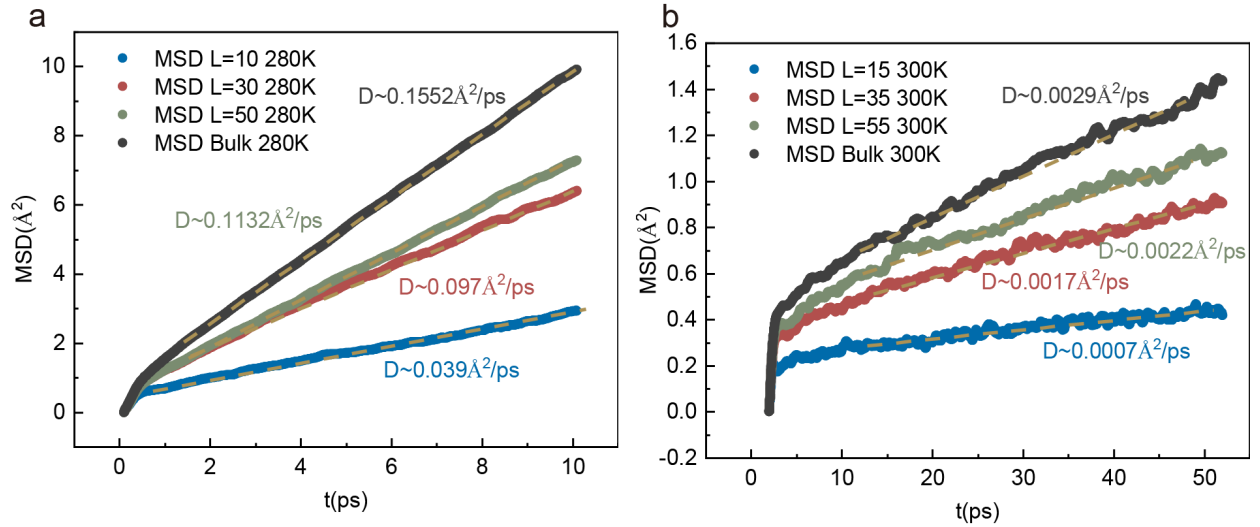 a
MSD L=10 280K
MSD L=30 280K
MSD L=50 280K
MSD Bulk 280K
D~0.1552Å²/ps
D~0.1132Å²/ps
D~0.097Å²/ps
D~0.039Å²/ps
10
8
6
4
2
0
MSD(Å²)
0 2 4 6 8 10
t(ps)
b
MSD L=15 300K
MSD L=35 300K
MSD L=55 300K
MSD Bulk 300K
D~0.0029Å²/ps
D~0.0022Å²/ps
D~0.0017Å²/ps
D~0.0007Å²/ps
1.6
1.4
1.2
1.0
0.8
0.6
0.4
0.2
0.0
-0.2
MSD(Å²)
0 10 20 30 40 50
t(ps)